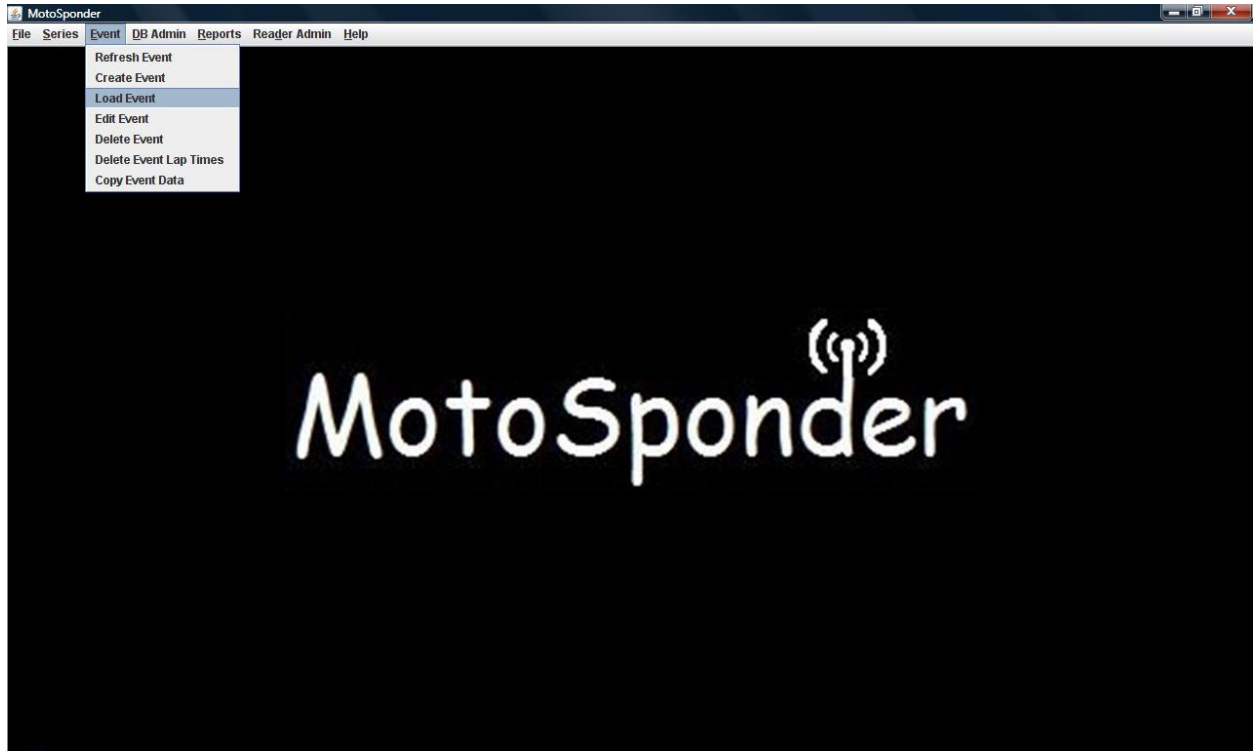 MotoSponder
File Series Event DB Admin Reports Reader Admin Help
Refresh Event
Create Event
Load Event
Edit Event
Delete Event
Delete Event Lap Times
Copy Event Data
MotoSponder